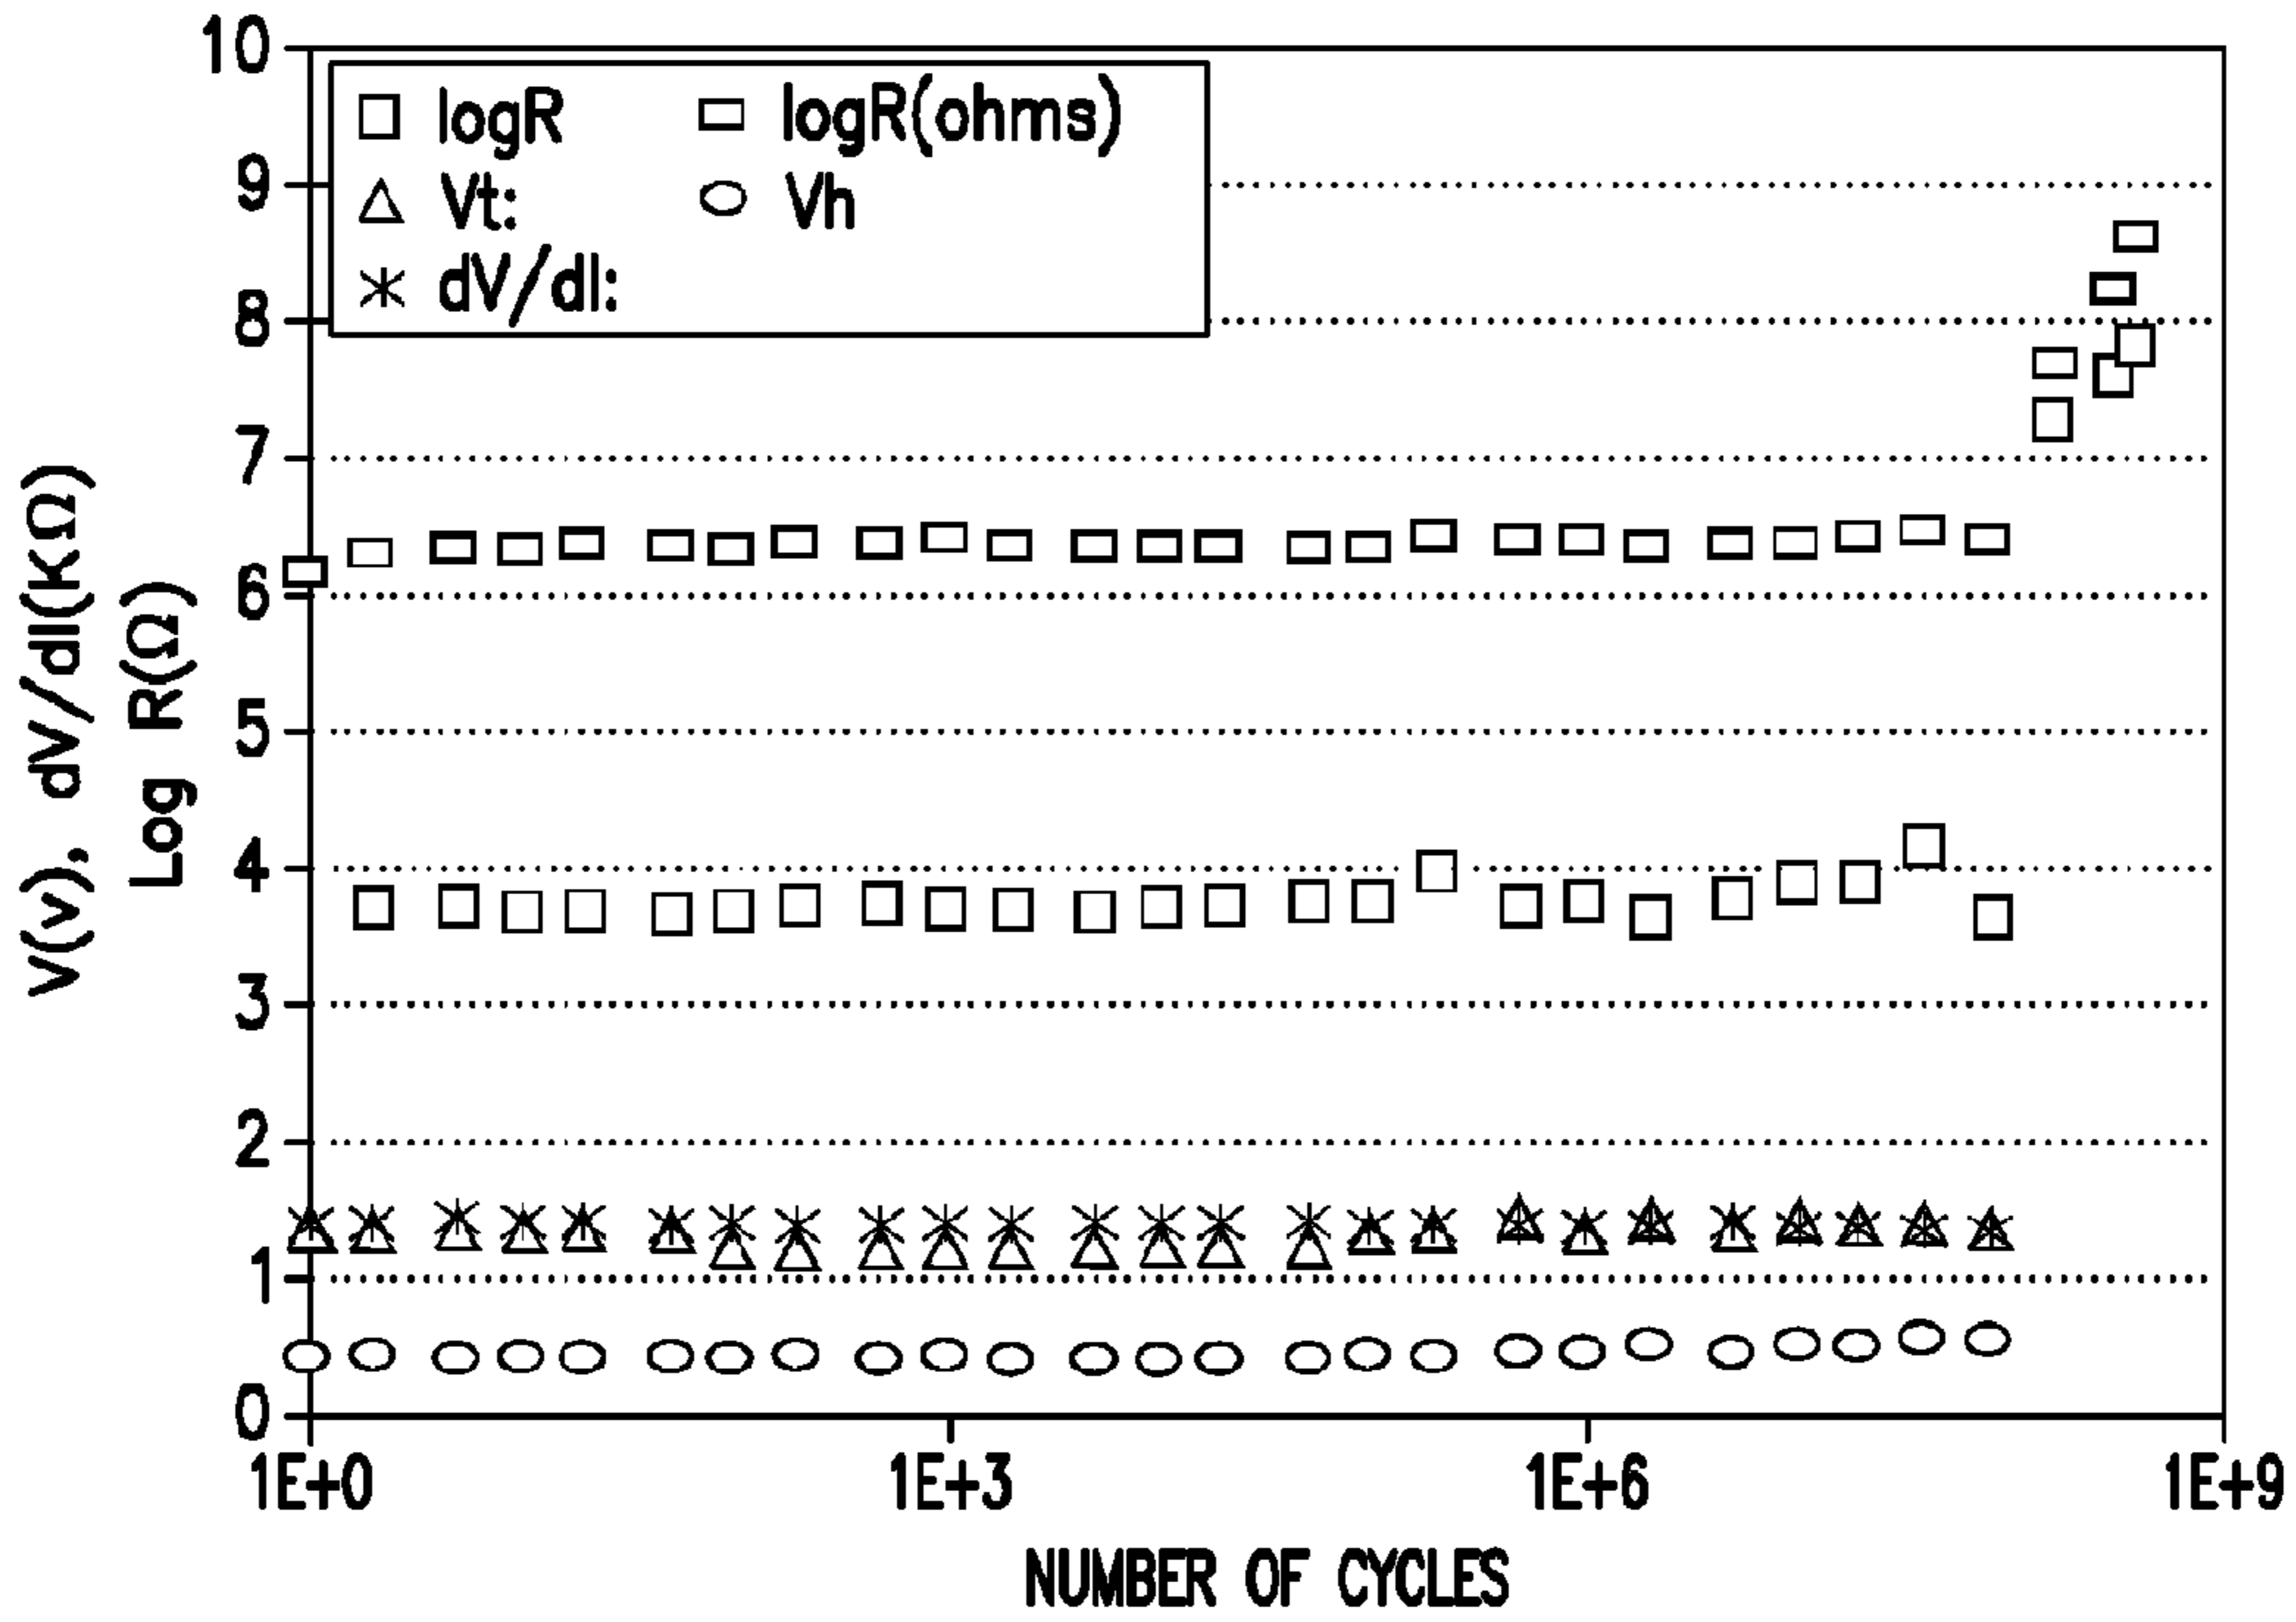 10
9
8
7
6
5
4
3
2
1
0
logR
logR(ohms)
Vt:
Vh
dV/dI:
V(v), dV/dI(KΩ)
Log R(Ω)
1E+0
1E+3
1E+6
1E+9
NUMBER OF CYCLES